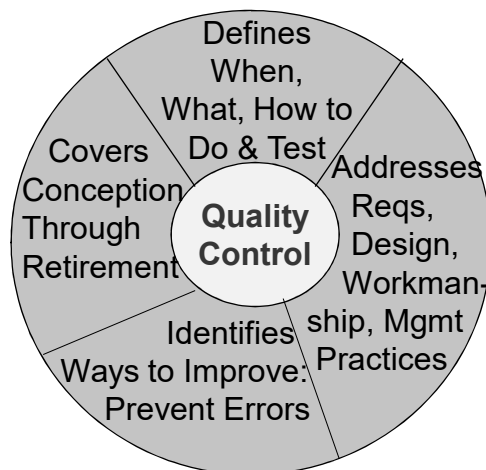 Defines
When,
What, How to
Do & Test
Addresses
Reqs,
Design,
Workman-
ship, Mgmt
Practices
Identifies
Ways to Improve:
Prevent Errors
Covers
Conception
Through
Retirement
Quality
Control